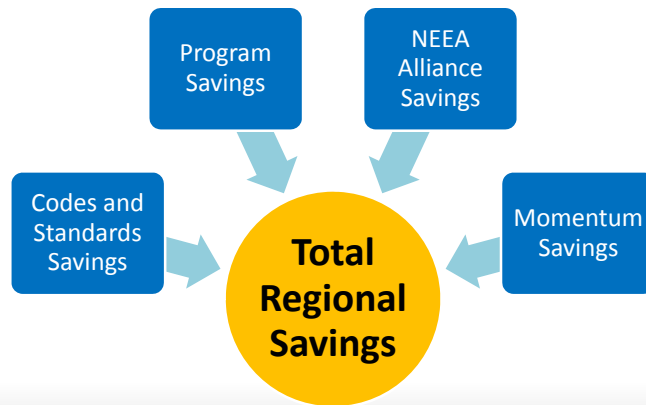 Program
Savings
NEEA
Alliance
Savings
Codes and
Standards
Savings
Momentum
Savings
Total
Regional
Savings